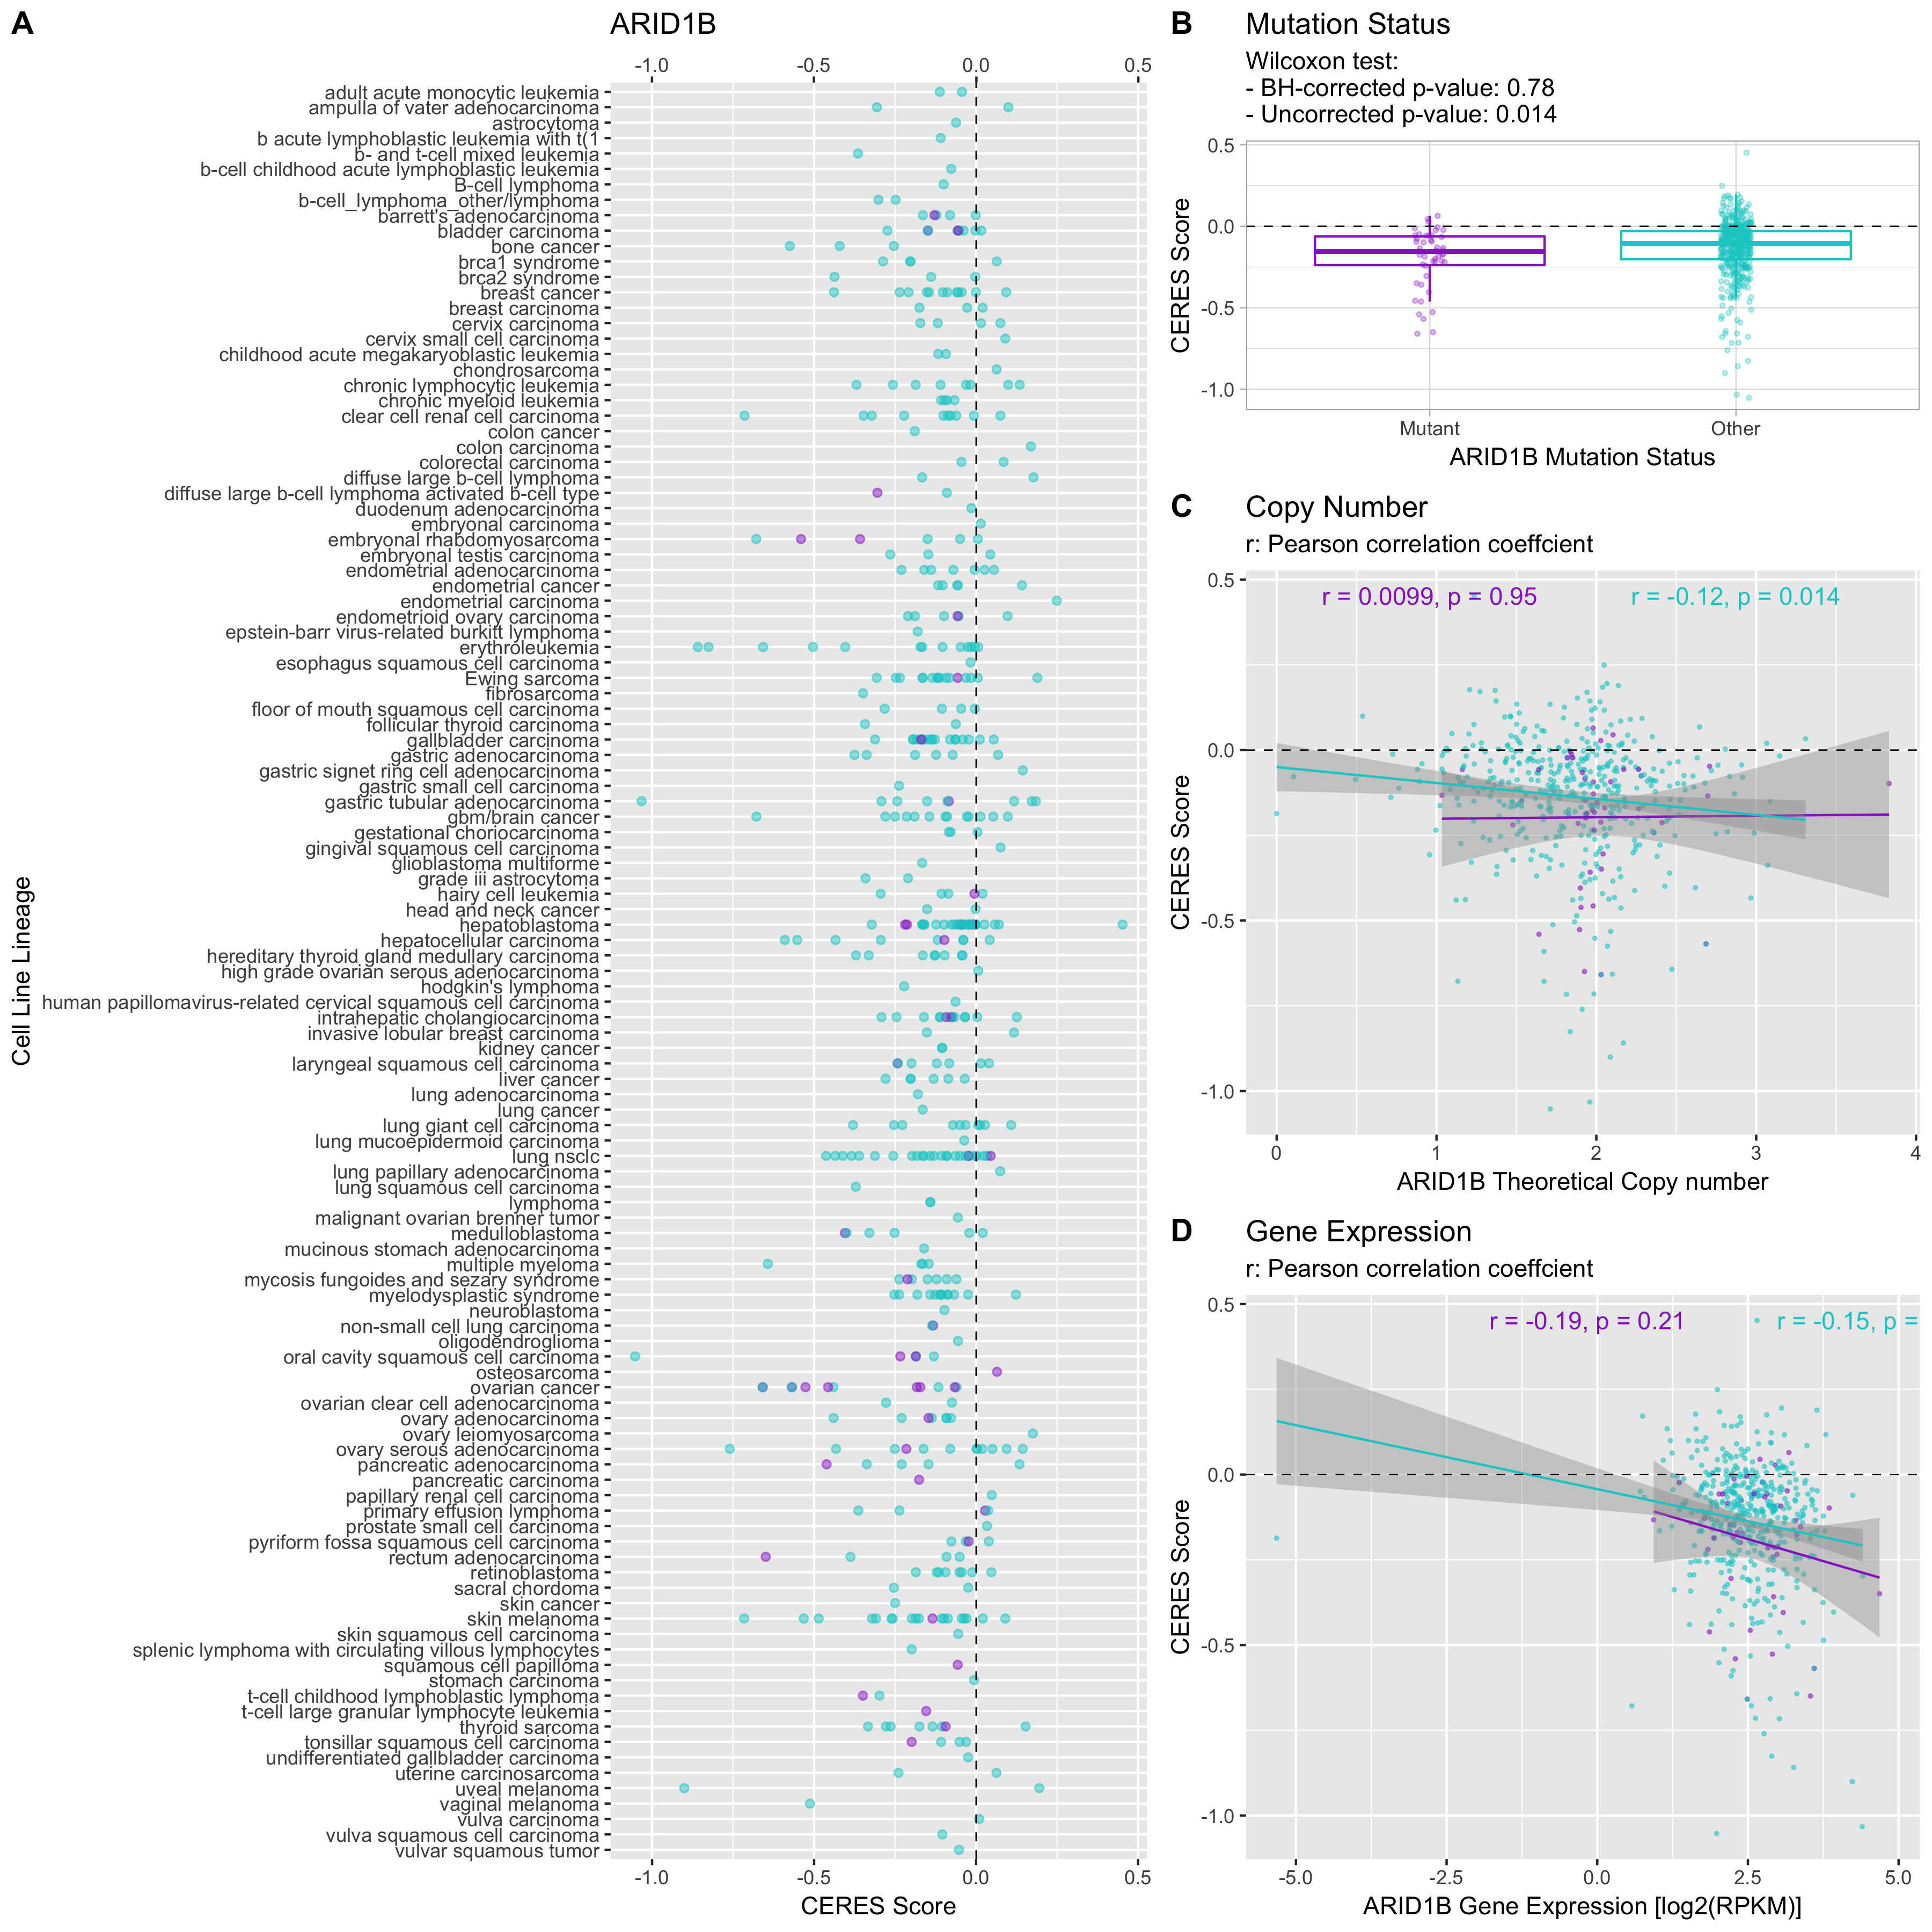 A
ARID1B
-1.0
-0.5
0.0
0.5
Cell Line Lineage
adult acute monocytic leukemia
ampulla of vater adenocarcinoma
astrocytoma
b acute lymphoblastic leukemia with t(1
b- and t-cell mixed leukemia
b-cell childhood acute lymphoblastic leukemia
B-cell lymphoma
b-cell_lymphoma_other/lymphoma
barrett's adenocarcinoma
bladder carcinoma
bone cancer
brca1 syndrome
brca2 syndrome
breast cancer
breast carcinoma
cervix carcinoma
cervix small cell carcinoma
childhood acute megakaryoblastic leukemia
chondrosarcoma
chronic lymphocytic leukemia
chronic myeloid leukemia
clear cell renal cell carcinoma
colon cancer
colon carcinoma
colorectal carcinoma
diffuse large b-cell lymphoma
diffuse large b-cell lymphoma activated b-cell type
duodenum adenocarcinoma
embryonal carcinoma
embryonal rhabdomyosarcoma
embryonal testis carcinoma
endometrial adenocarcinoma
endometrial cancer
endometrial carcinoma
endometrioid ovary carcinoma
epstein-barr virus-related burkitt lymphoma
erythroleukemia
esophagus squamous cell carcinoma
Ewing sarcoma
fibrosarcoma
floor of mouth squamous cell carcinoma
follicular thyroid carcinoma
gallbladder carcinoma
gastric adenocarcinoma
gastric signet ring cell adenocarcinoma
gastric small cell carcinoma
gastric tubular adenocarcinoma
gbm/brain cancer
gestational choriocarcinoma
gingival squamous cell carcinoma
glioblastoma multiforme
grade iii astrocytoma
hairy cell leukemia
head and neck cancer
hepatoblastoma
hepatocellular carcinoma
hereditary thyroid gland medullary carcinoma
high grade ovarian serous adenocarcinoma
hodgkin's lymphoma
human papillomavirus-related cervical squamous cell carcinoma
intrahepatic cholangiocarcinoma
invasive lobular breast carcinoma
kidney cancer
laryngeal squamous cell carcinoma
liver cancer
lung adenocarcinoma
lung cancer
lung giant cell carcinoma
lung mucoepidermoid carcinoma
lung nsclc
lung papillary adenocarcinoma
lung squamous cell carcinoma
lymphoma
malignant ovarian brenner tumor
medulloblastoma
mucinous stomach adenocarcinoma
multiple myeloma
mycosis fungoides and sezary syndrome
myelodysplastic syndrome
neuroblastoma
non-small cell lung carcinoma
oligodendroglioma
oral cavity squamous cell carcinoma
osteosarcoma
ovarian cancer
ovarian clear cell adenocarcinoma
ovary adenocarcinoma
ovary leiomyosarcoma
ovary serous adenocarcinoma
pancreatic adenocarcinoma
pancreatic carcinoma
papillary renal cell carcinoma
primary effusion lymphoma
prostate small cell carcinoma
pyriform fossa squamous cell carcinoma
rectum adenocarcinoma
retinoblastoma
sacral chordoma
skin cancer
skin melanoma
skin squamous cell carcinoma
splenic lymphoma with circulating villous lymphocytes
squamous cell papilloma
stomach carcinoma
t-cell childhood lymphoblastic lymphoma
t-cell large granular lymphocyte leukemia
thyroid sarcoma
tonsillar squamous cell carcinoma
undifferentiated gallbladder carcinoma
uterine carcinosarcoma
uveal melanoma
vaginal melanoma
vulva carcinoma
vulva squamous cell carcinoma
vulvar squamous tumor
-1.0
-0.5
0.0
0.5
CERES Score
B
Mutation Status
Wilcoxon test:
- BH-corrected p-value: 0.78
- Uncorrected p-value: 0.014
CERES Score
0.5
0.0
-0.5
-1.0
Mutant
Other
ARID1B Mutation Status
C
Copy Number
r: Pearson correlation coeffcient
r = 0.0099, p = 0.95
r = -0.12, p = 0.014
CERES Score
0.5
0.0
-0.5
-1.0
0
1
2
3
4
ARID1B Theoretical Copy number
D
Gene Expression
r: Pearson correlation coeffcient
r = -0.19, p = 0.21
r = -0.15, p =
CERES Score
0.5
0.0
-0.5
-1.0
-5.0
-2.5
0.0
2.5
5.0
ARID1B Gene Expression [log2(RPKM)]